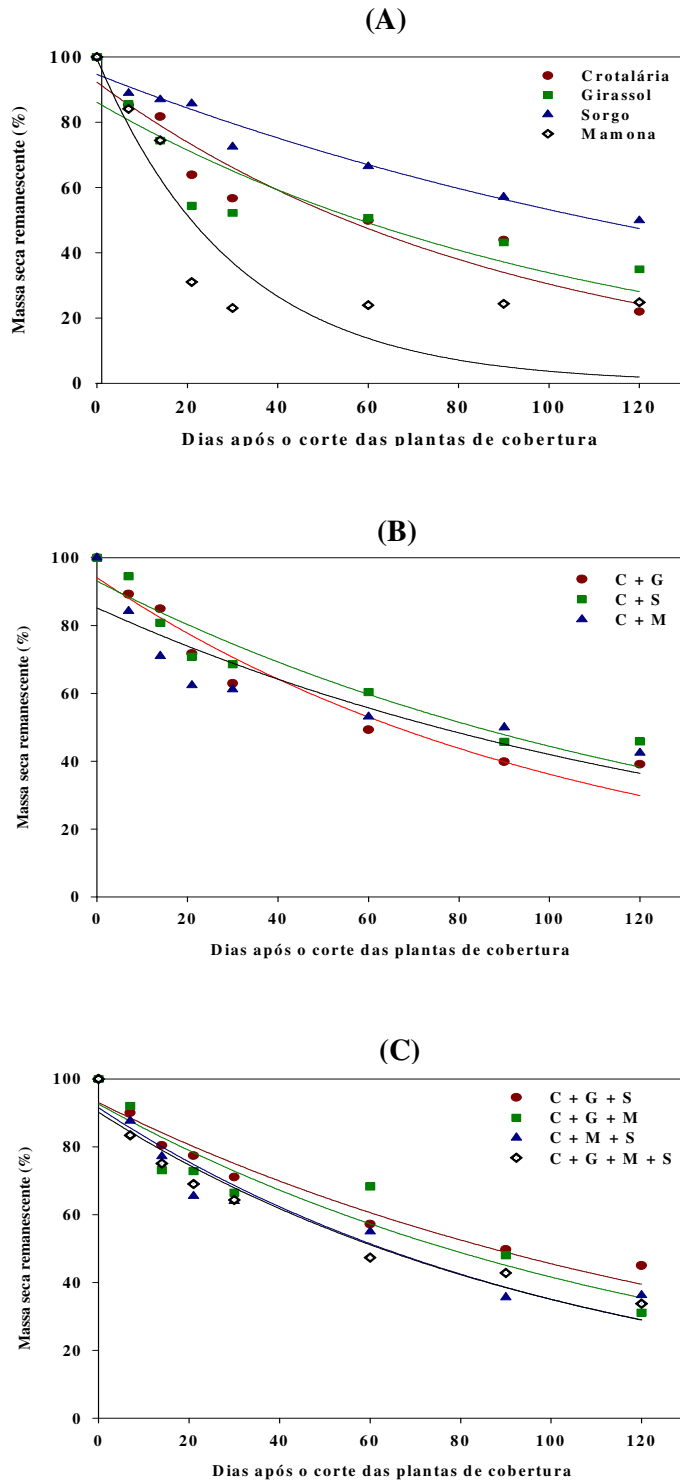 (A)
Massa seca remanescente (%)
100
80
60
40
20
0
Crotalária
Girassol
Sorgo
Mamona
0 20 40 60 80 100 120
Dias após o corte das plantas de cobertura
(B)
Massa seca remanescente (%)
100
80
60
40
20
0
C + G
C + S
C + M
0 20 40 60 80 100 120
Dias após o corte das plantas de cobertura
(C)
Massa seca remanescente (%)
100
80
60
40
20
0
C + G + S
C + G + M
C + M + S
C + G + M + S
0 20 40 60 80 100 120
Dias após o corte das plantas de cobertura